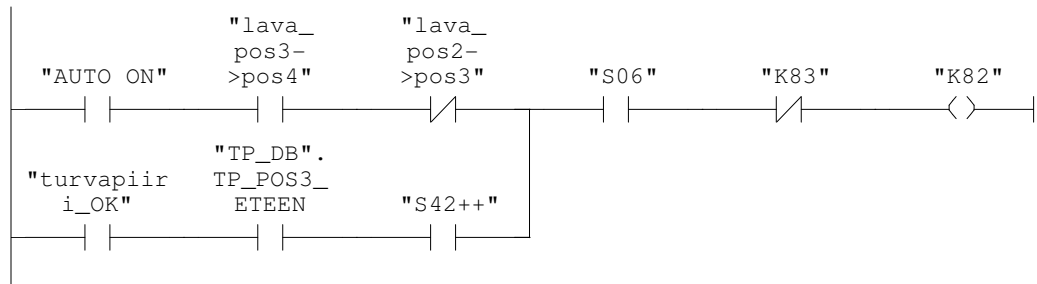 "lava_
pos3-
>pos4"
"lava_
pos2-
>pos3"
"AUTO ON"
"S06"
"K83"
"K82"
"turvapiir
i_OK"
"TP_DB".
TP_POS3_
ETEEN
"S42++"